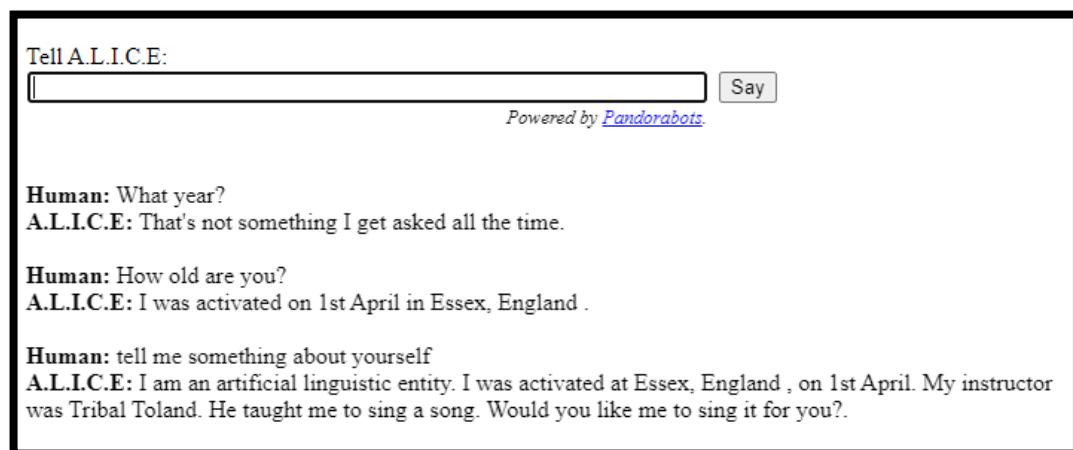 Tell A.L.I.C.E:
Say
Powered by Pandorabots.
Human: What year?
A.L.I.C.E: That's not something I get asked all the time.
Human: How old are you?
A.L.I.C.E: I was activated on 1st April in Essex, England .
Human: tell me something about yourself
A.L.I.C.E: I am an artificial linguistic entity. I was activated at Essex, England , on 1st April. My instructor
was Tribal Toland. He taught me to sing a song. Would you like me to sing it for you?.